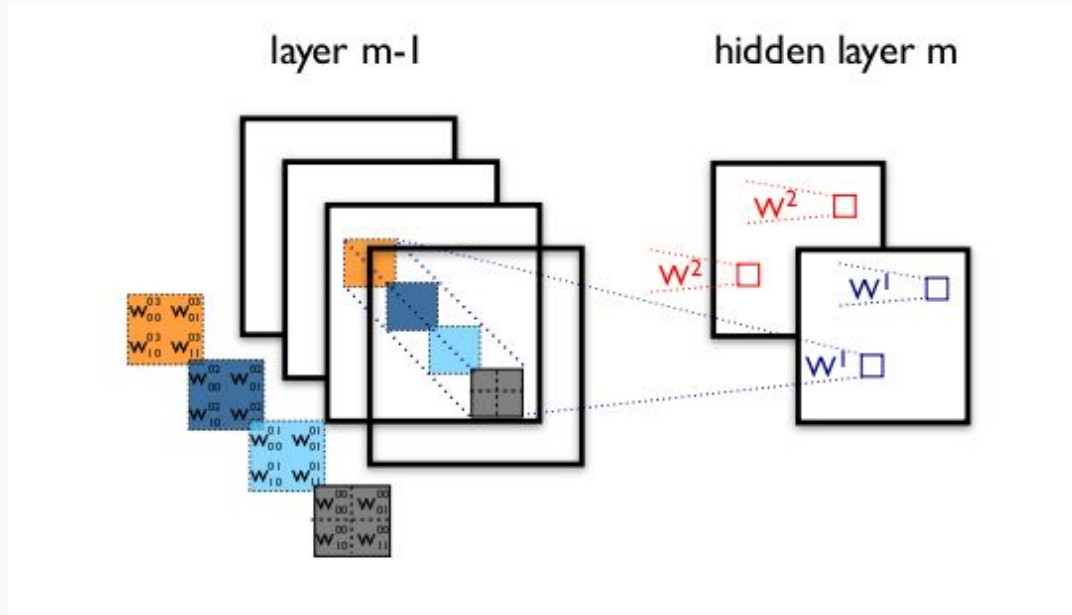 layer m-1
hidden layer m
W²
W²
W¹
W¹
W⁰³₀₀ W⁰³₀₁
W⁰³₁₀ W⁰³₁₁
W⁰²₀₀ W⁰²₀₁
W⁰²₁₀ W⁰²₁₁
W⁰¹₀₀ W⁰¹₀₁
W⁰¹₁₀ W⁰¹₁₁
W⁰⁰₀₀ W⁰⁰₀₁
W⁰⁰₁₀ W⁰⁰₁₁